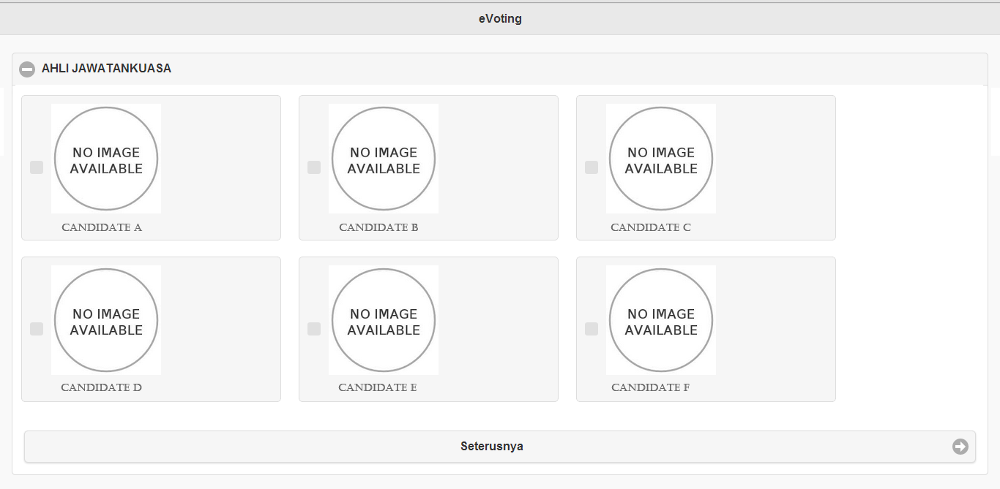 eVoting
AHLI JAWATANKUASA
NO IMAGE
AVAILABLE
CANDIDATE A
NO IMAGE
AVAILABLE
CANDIDATE B
NO IMAGE
AVAILABLE
CANDIDATE C
NO IMAGE
AVAILABLE
CANDIDATE D
NO IMAGE
AVAILABLE
CANDIDATE E
NO IMAGE
AVAILABLE
CANDIDATE F
Seterusnya